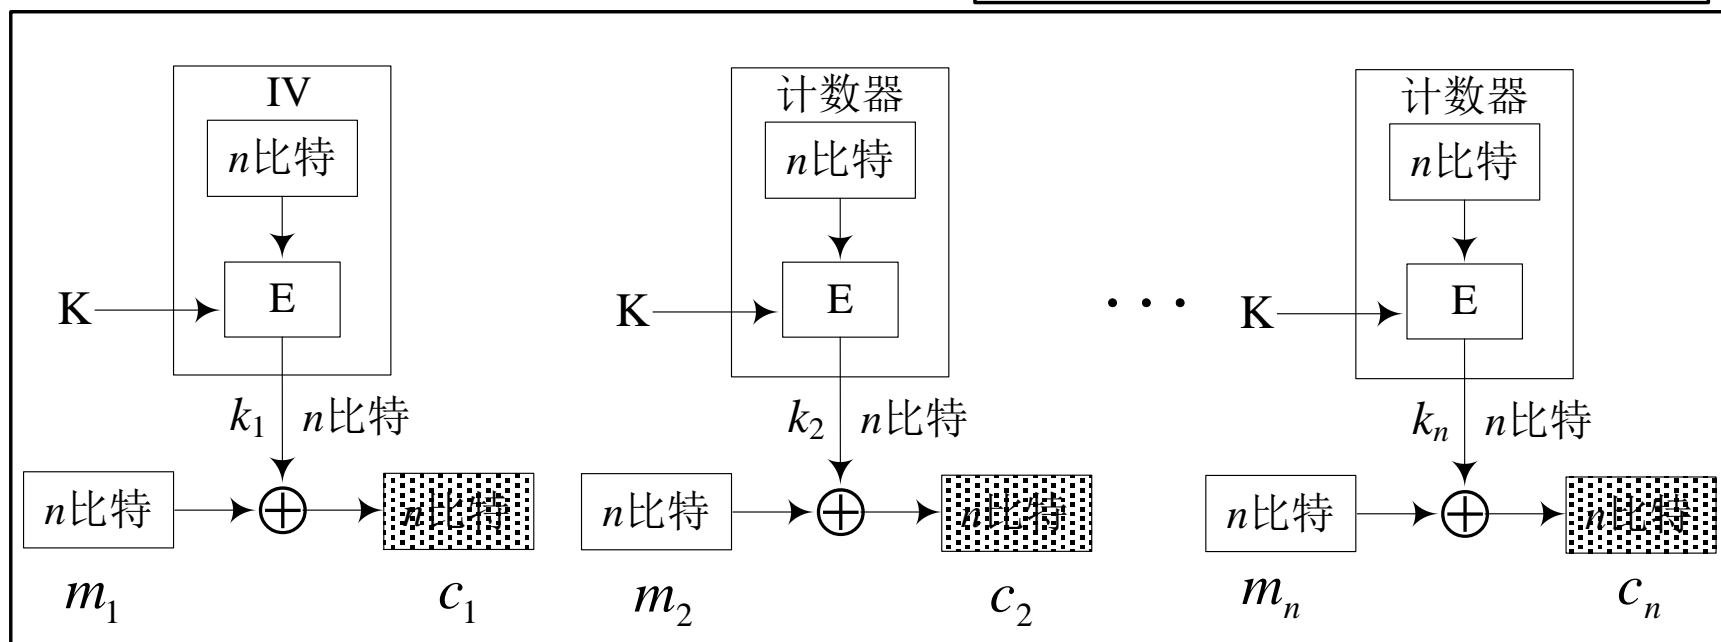 IV 计数器 计数器
n比特 n比特 n比特
K E K E ··· K E
k₁ n比特 k₂ n比特 kₙ n比特
n比特 n比特 n比特 n比特 n比特 n比特
m₁ c₁ m₂ c₂ mₙ cₙ